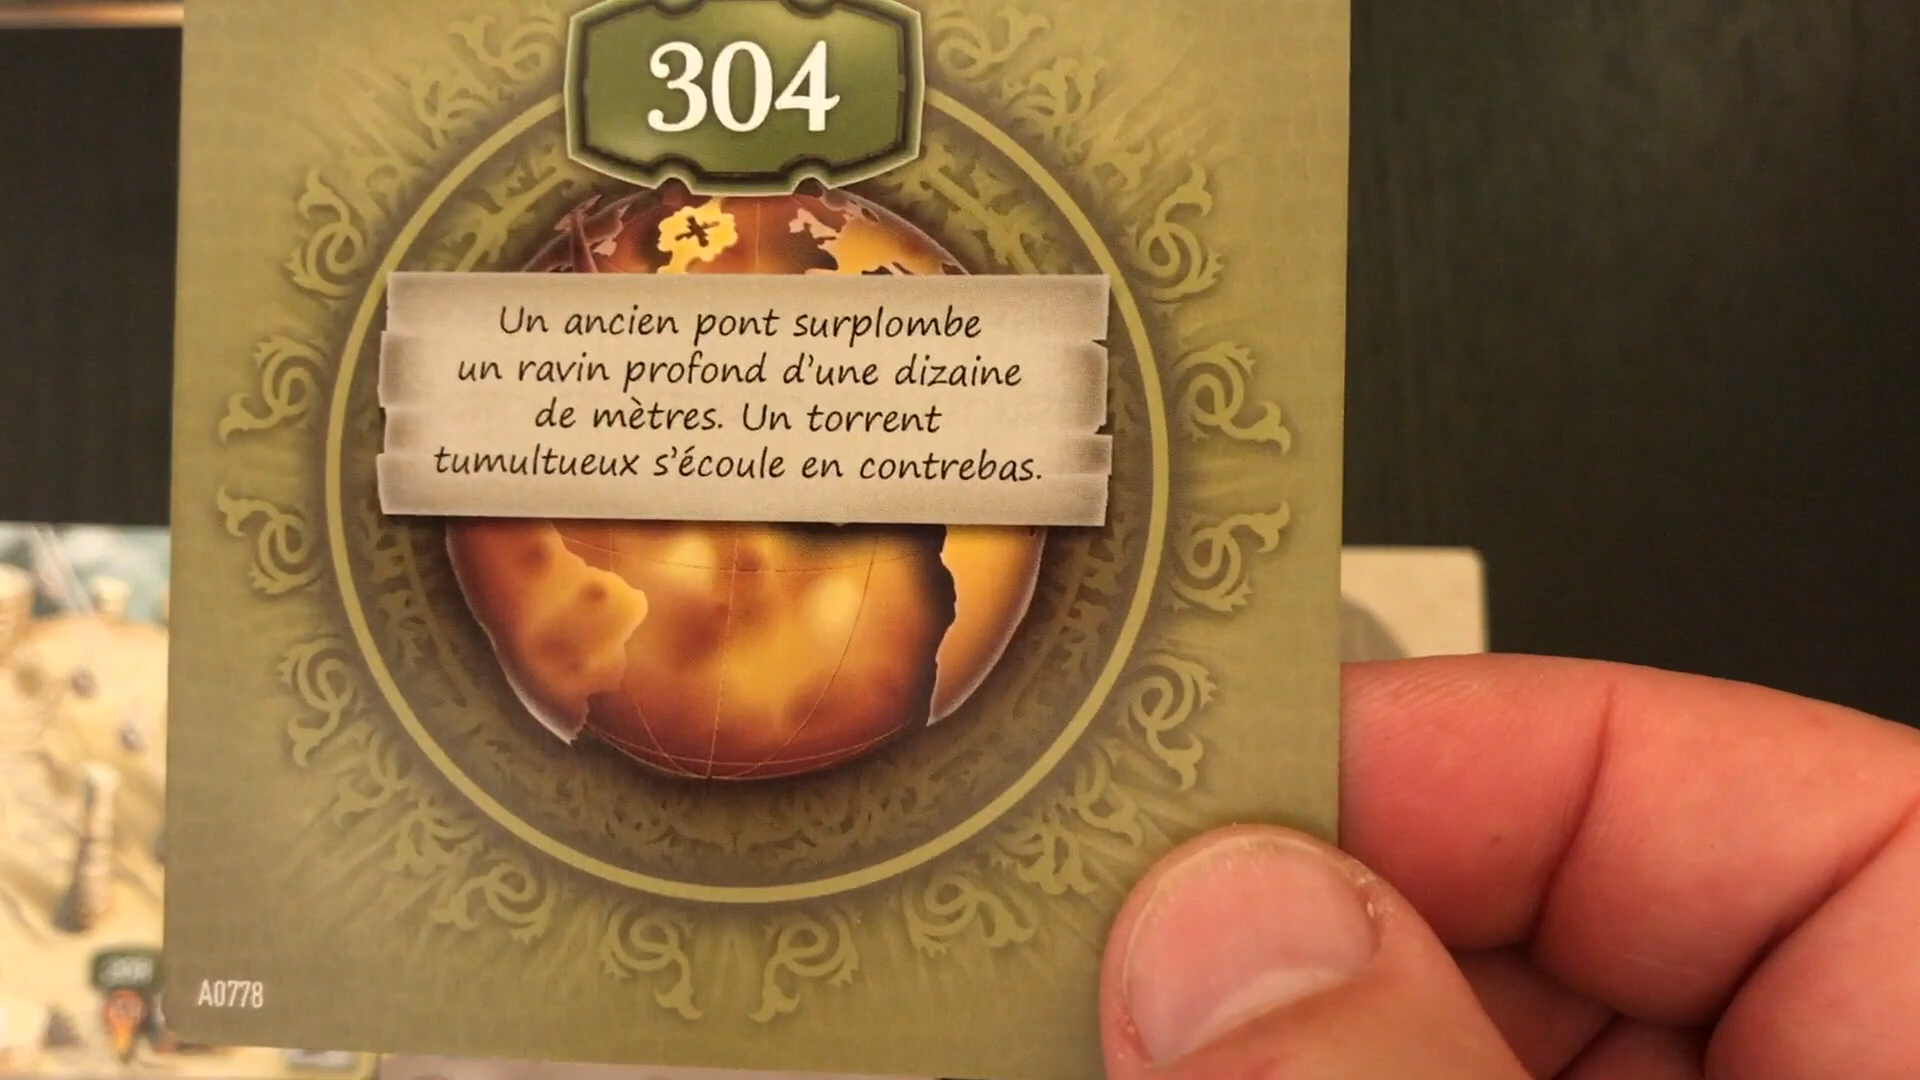 304
Un ancien pont surplombe
un ravin profond d'une dizaine
de mètres. Un torrent
tumultueux s'écoule en contrebas.
A0778